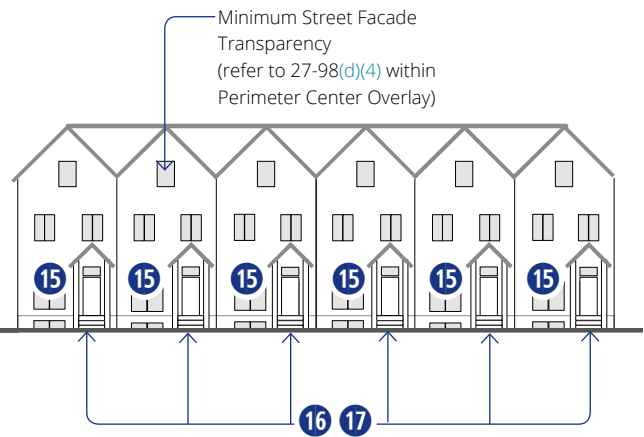 Minimum Street Facade
Transparency
(refer to 27-98(d)(4) within
Perimeter Center Overlay)
15 15 15 15 15 15
16 17